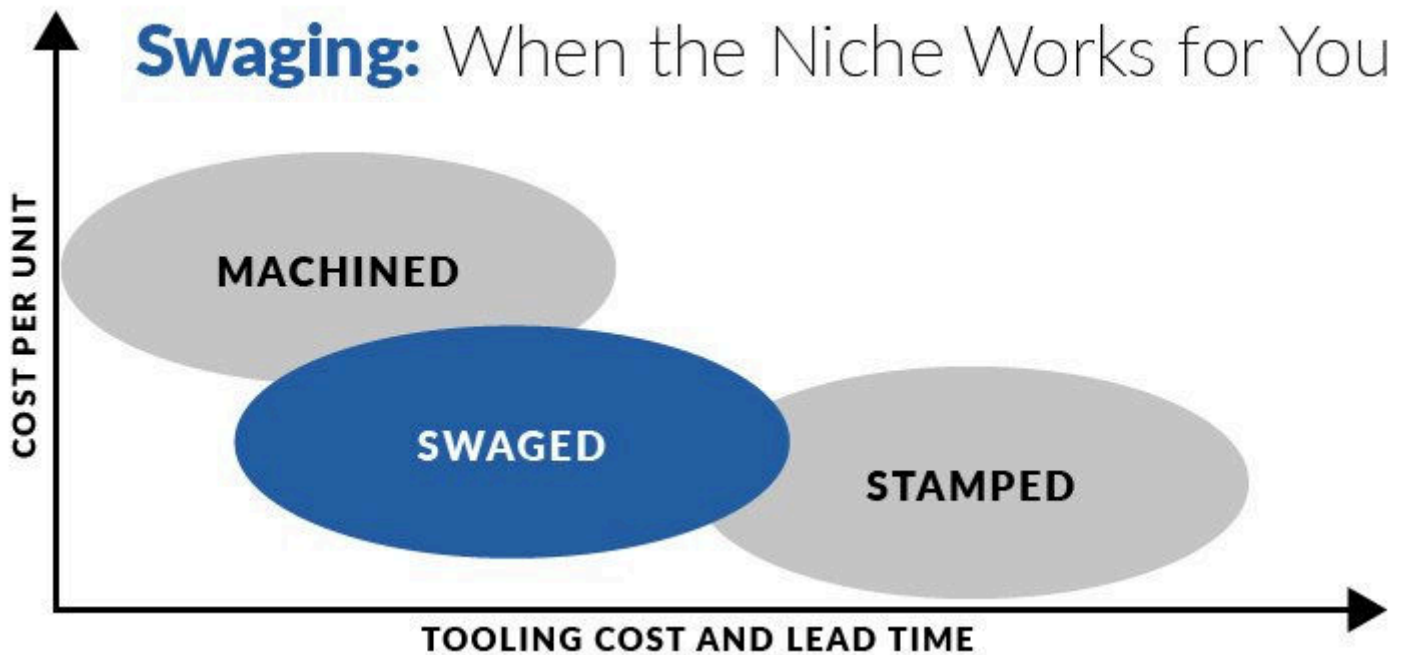 Swaging: When the Niche Works for You
COST PER UNIT
MACHINED
SWAGED
STAMPED
TOOLING COST AND LEAD TIME